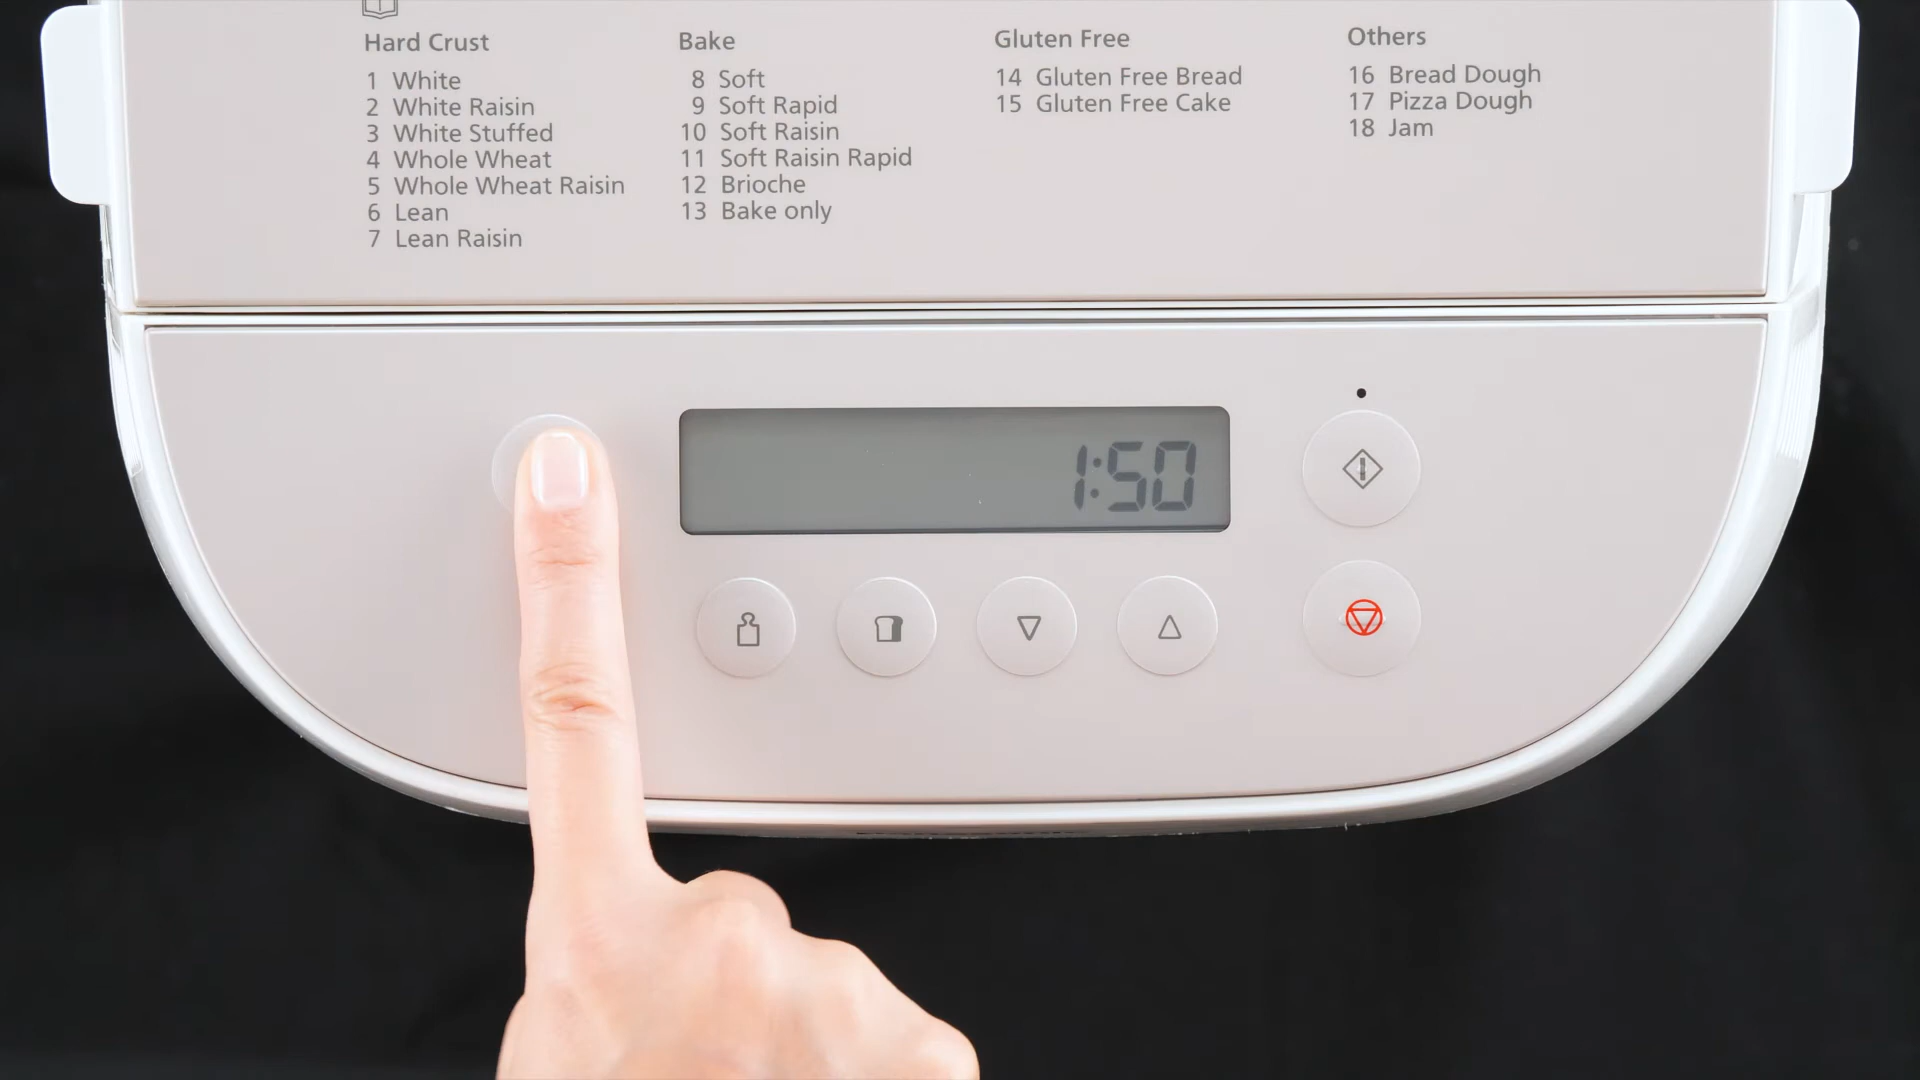 Hard Crust
1 White
2 White Raisin
3 White Stuffed
4 Whole Wheat
5 Whole Wheat Raisin
6 Lean
7 Lean Raisin
Bake
8 Soft
9 Soft Rapid
10 Soft Raisin
11 Soft Raisin Rapid
12 Brioche
13 Bake only
Gluten Free
14 Gluten Free Bread
15 Gluten Free Cake
Others
16 Bread Dough
17 Pizza Dough
18 Jam
1:50